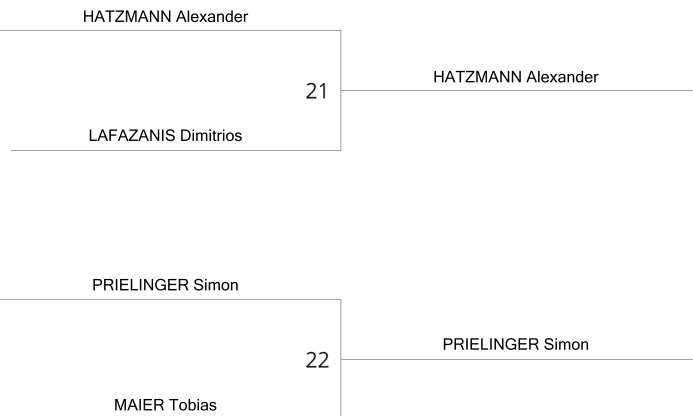 HATZMANN Alexander
21
HATZMANN Alexander
LAFAZANIS Dimitrios
PRIELINGER Simon
22
PRIELINGER Simon
MAIER Tobias